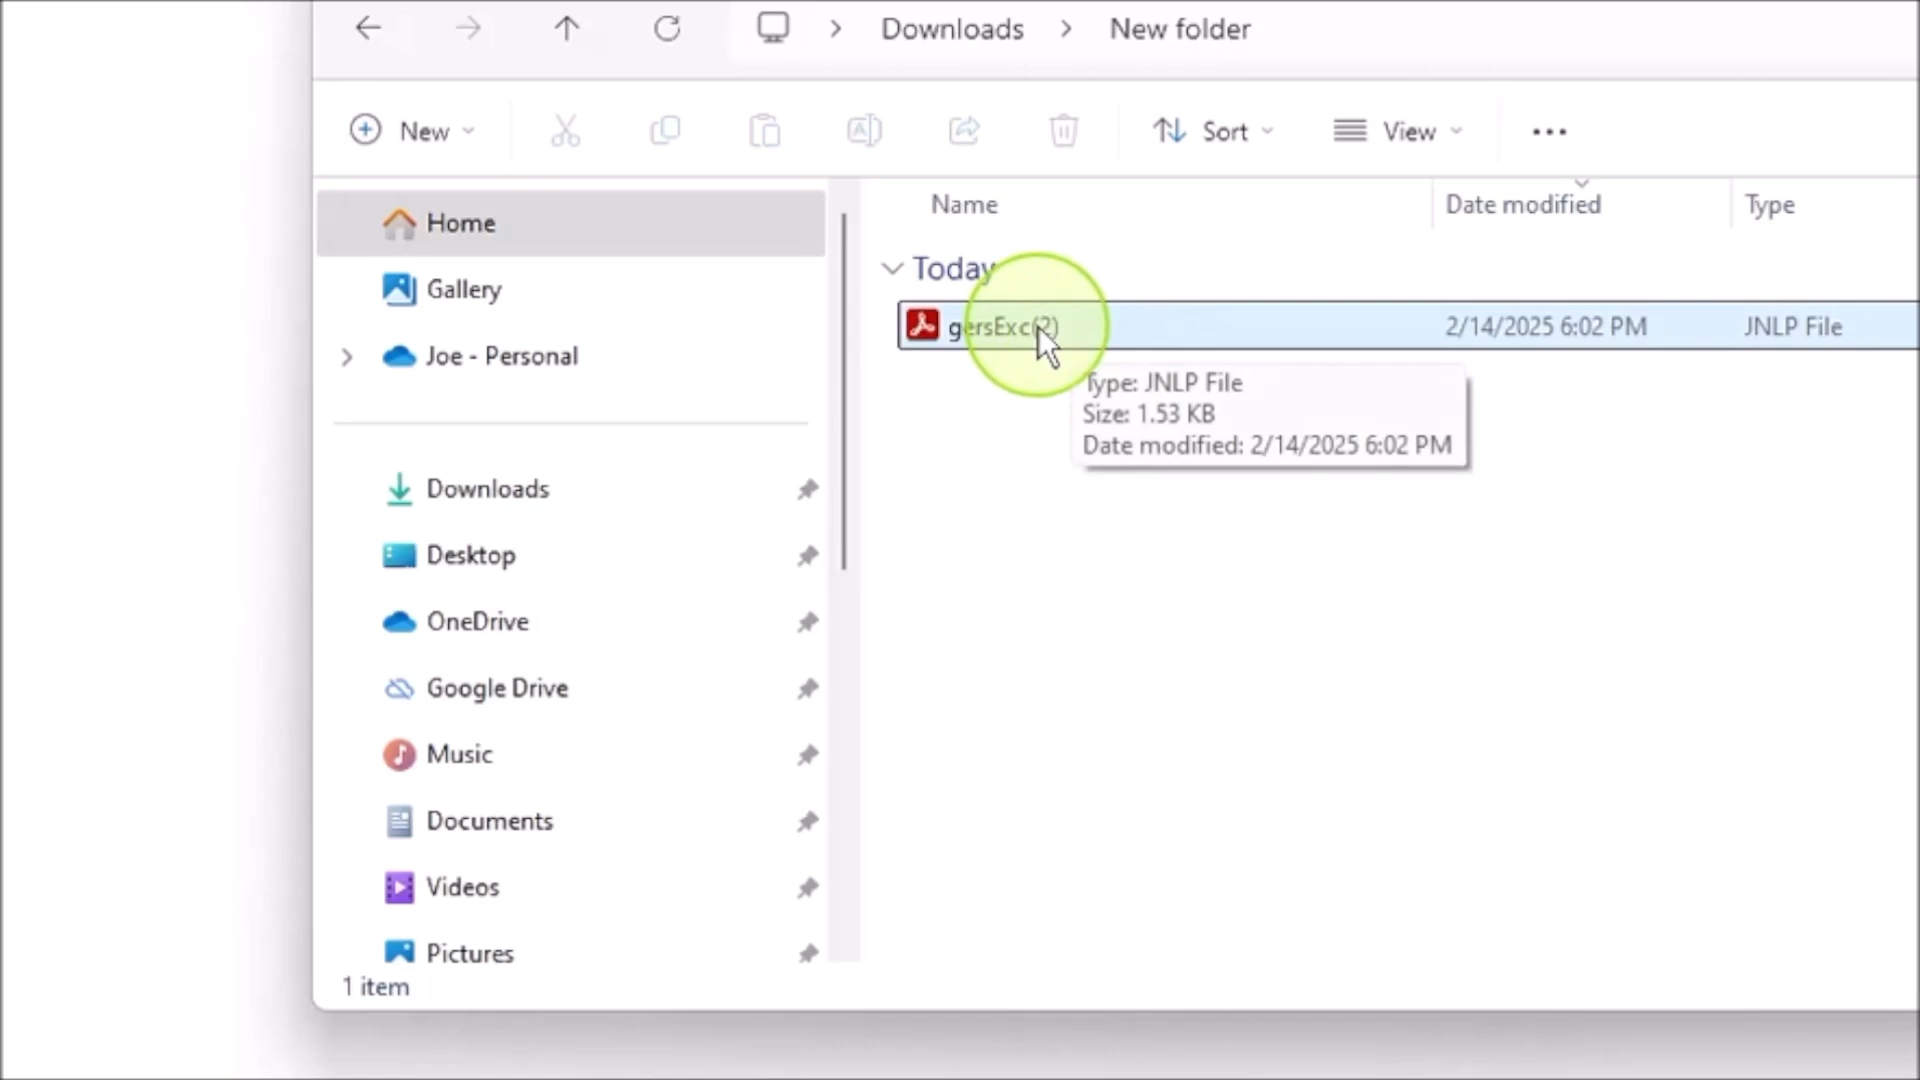 Downloads > New folder
New
Sort
View
Name
Date modified
Type
Home
Gallery
Joe - Personal
Downloads
Desktop
OneDrive
Google Drive
Music
Documents
Videos
Pictures
Today
gersExc(2)
2/14/2025 6:02 PM
JNLP File
Type: JNLP File
Size: 1.53 KB
Date modified: 2/14/2025 6:02 PM
1 item